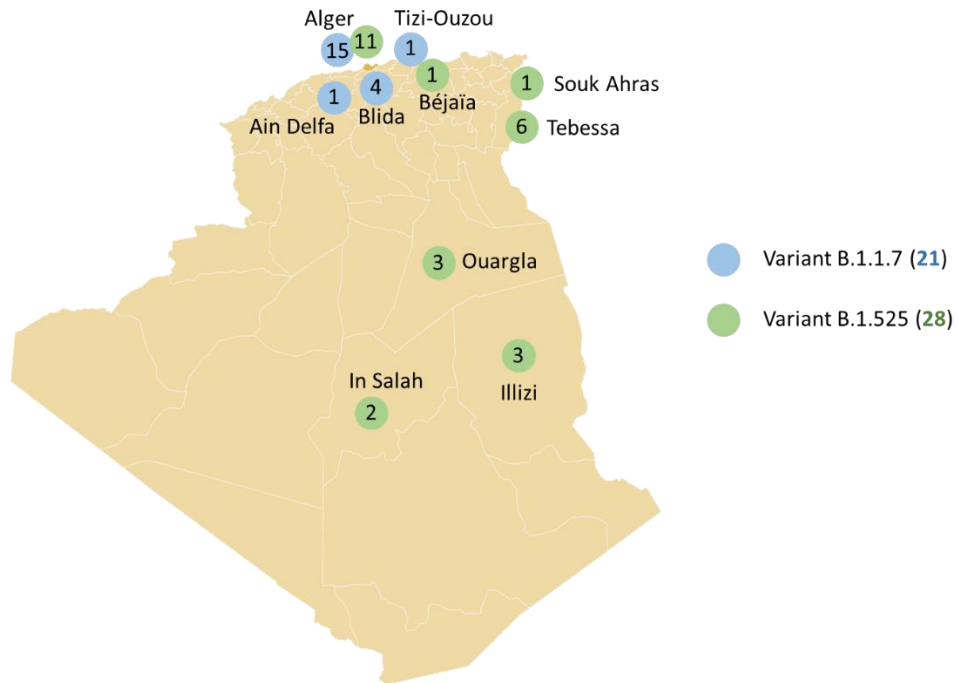 Alger
Tizi-Ouzou
15
11
1
1
Souk Ahras
1
4
1
Béjaïa
Blida
Ain Delfa
6
Tebessa
3
Ouargla
Variant B.1.1.7 (21)
Variant B.1.525 (28)
3
Illizi
In Salah
2